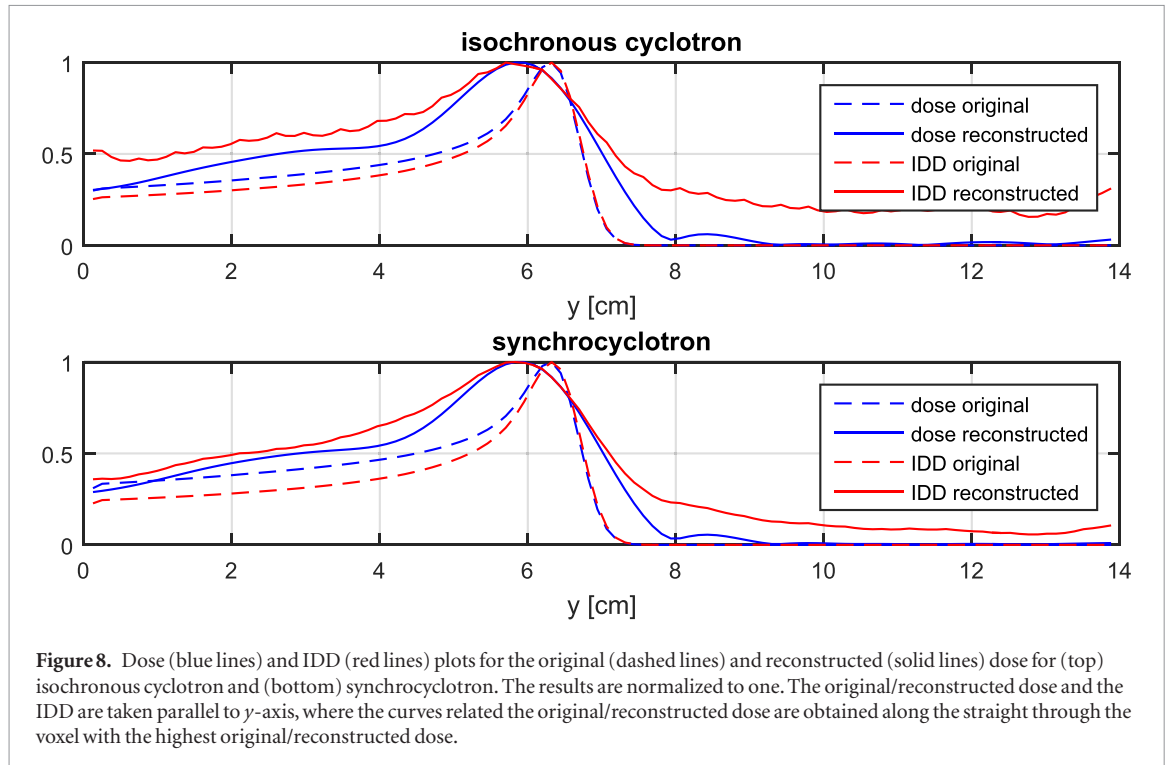 isochronous cyclotron
1
0.5
0
dose original
dose reconstructed
IDD original
IDD reconstructed
0 2 4 6 8 10 12 14
y [cm]
synchrocyclotron
1
0.5
0
dose original
dose reconstructed
IDD original
IDD reconstructed
0 2 4 6 8 10 12 14
y [cm]
Figure 8. Dose (blue lines) and IDD (red lines) plots for the original (dashed lines) and reconstructed (solid lines) dose for (top)
isochronous cyclotron and (bottom) synchrocyclotron. The results are normalized to one. The original/reconstructed dose and the
IDD are taken parallel to y-axis, where the curves related the original/reconstructed dose are obtained along the straight through the
voxel with the highest original/reconstructed dose.